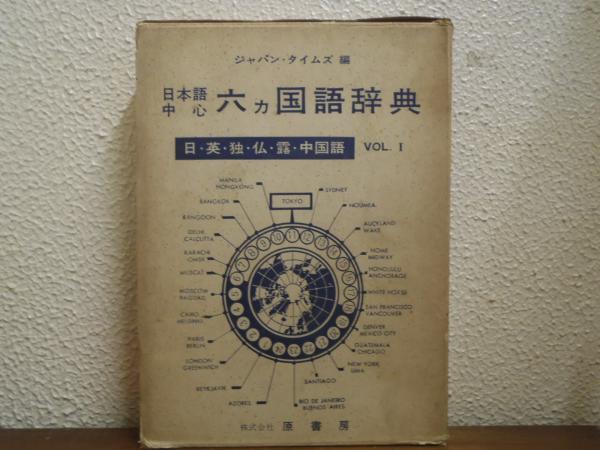 ジャパン・タイムズ 編
日本語中心 六カ国語辞典
日・英・独・仏・露・中国語 VOL. I
MANILA
HONGKONG
TOKYO
SYDNEY
BANGKOK
NOUMEA
RANGOON
AUCKLAND
WAKE
DELHI
CALCUTTA
NOME
MIDWAY
KARACHI
OMSK
HONOLULU
ANCHORAGE
MUSCAT
WHITE HORSE
MOSCOW
BAGDAD
SAN FRANCISCO
VANCOUVER
CAIRO
HELSINKI
DENVER
MEXICO CITY
PARIS
BERLIN
GUATEMALA
CHICAGO
LONDON
GREENWICH
NEW YORK
LIMA
REYKJAVIK
SANTIAGO
AZORES
RIO DE JANEIRO
BUENOS AIRES
株式会社 原書房